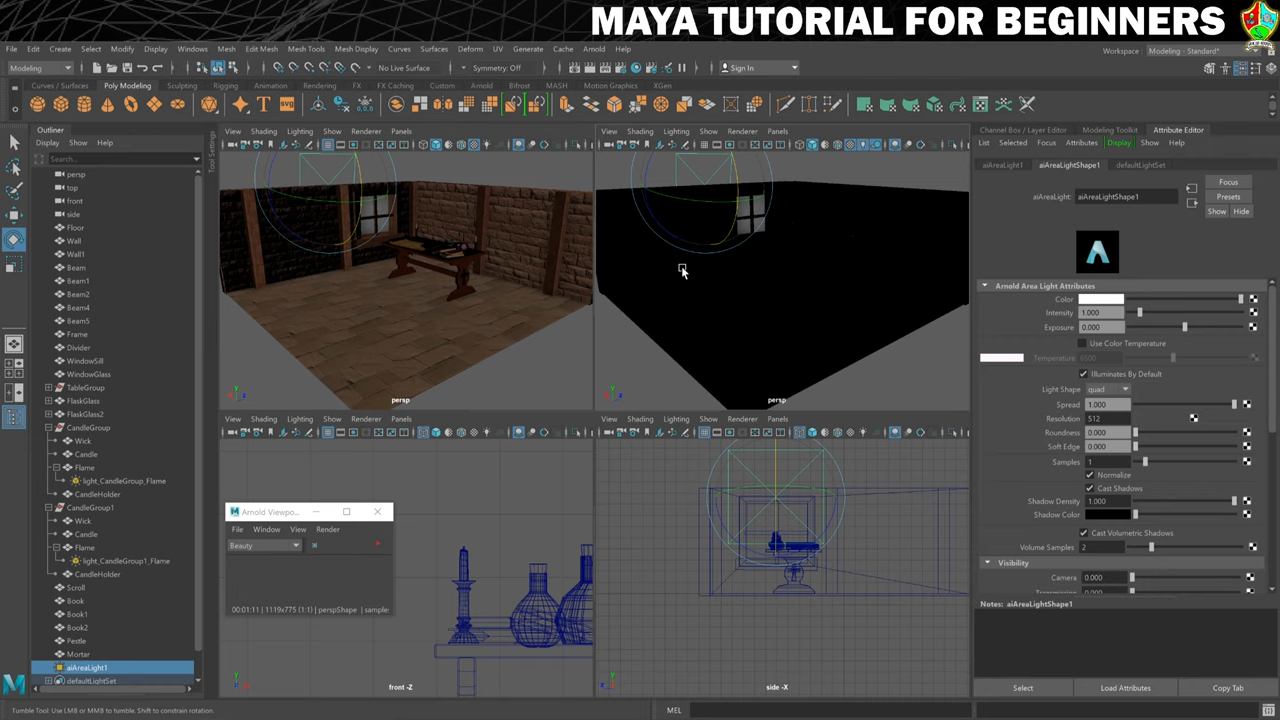 MAYA TUTORIAL FOR BEGINNERS
File Edit Create Select Modify Display Windows Mesh Edit Mesh Mesh Tools Mesh Display Curves Surfaces Deform UV Generate Cache Arnold Help
Workspace: Modeling - Standard*
Modeling No Live Surface Symmetry: Off Sign In
Curves / Surfaces Poly Modeling Sculpting Rigging Animation Rendering FX FX Caching Custom Arnold Bifrost MASH Motion Graphics XGen
Outliner
Display Show Help
Search...
persp
top
front
side
Floor
Wall
Wall1
Beam
Beam1
Beam2
Beam4
Beam5
Frame
Divider
WindowSill
WindowGlass
TableGroup
FlaskGlass
FlaskGlass2
CandleGroup
Wick
Candle
Flame
light_CandleGroup_Flame
CandleHolder
CandleGroup1
Wick
Candle
Flame
light_CandleGroup1_Flame
CandleHolder
Scroll
Book
Book1
Book2
Pestle
Mortar
aiAreaLight1
defaultLightSet
Tool Settings
View Shading Lighting Show Renderer Panels
persp
View Shading Lighting Show Renderer Panels
persp
View Shading Lighting Show Renderer Panels
Arnold Viewpo...
File Window View Render
Beauty
00:01:11 | 1119x775 (1:1) | perspShape | sample
front -Z
View Shading Lighting Show Renderer Panels
side -X
Channel Box / Layer Editor Modeling Toolkit Attribute Editor
List Selected Focus Attributes Display Show Help
aiAreaLight1 aiAreaLightShape1 defaultLightSet
aiAreaLight: aiAreaLightShape1
Focus
Presets
Show Hide
Arnold Area Light Attributes
Color
Intensity 1.000
Exposure 0.000
Use Color Temperature
Temperature 6500
Illuminates By Default
Light Shape quad
Spread 1.000
Resolution 512
Roundness 0.000
Soft Edge 0.000
Samples 1
Normalize
Cast Shadows
Shadow Density 1.000
Shadow Color
Cast Volumetric Shadows
Volume Samples 2
Visibility
Camera 0.000
Transmission 0.000
Notes: aiAreaLightShape1
Select Load Attributes Copy Tab
Tumble Tool: Use LMB or MMB to tumble. Shift to constrain rotation.
MEL